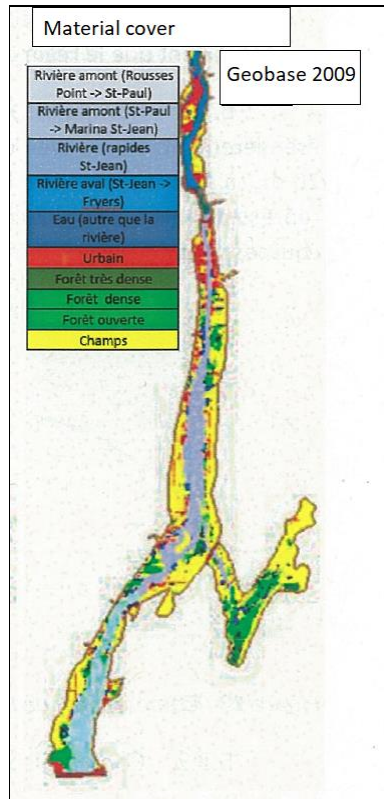 Material cover
Geobase 2009
Rivière amont (Rousses
Point -> St-Paul)
Rivière amont (St-Paul
-> Marina St-Jean)
Rivière (rapides
St-Jean)
Rivière aval (St-Jean ->
Fryers)
Eau (autre que la
rivière)
Urbain
Forêt très dense
Forêt dense
Forêt ouverte
Champs